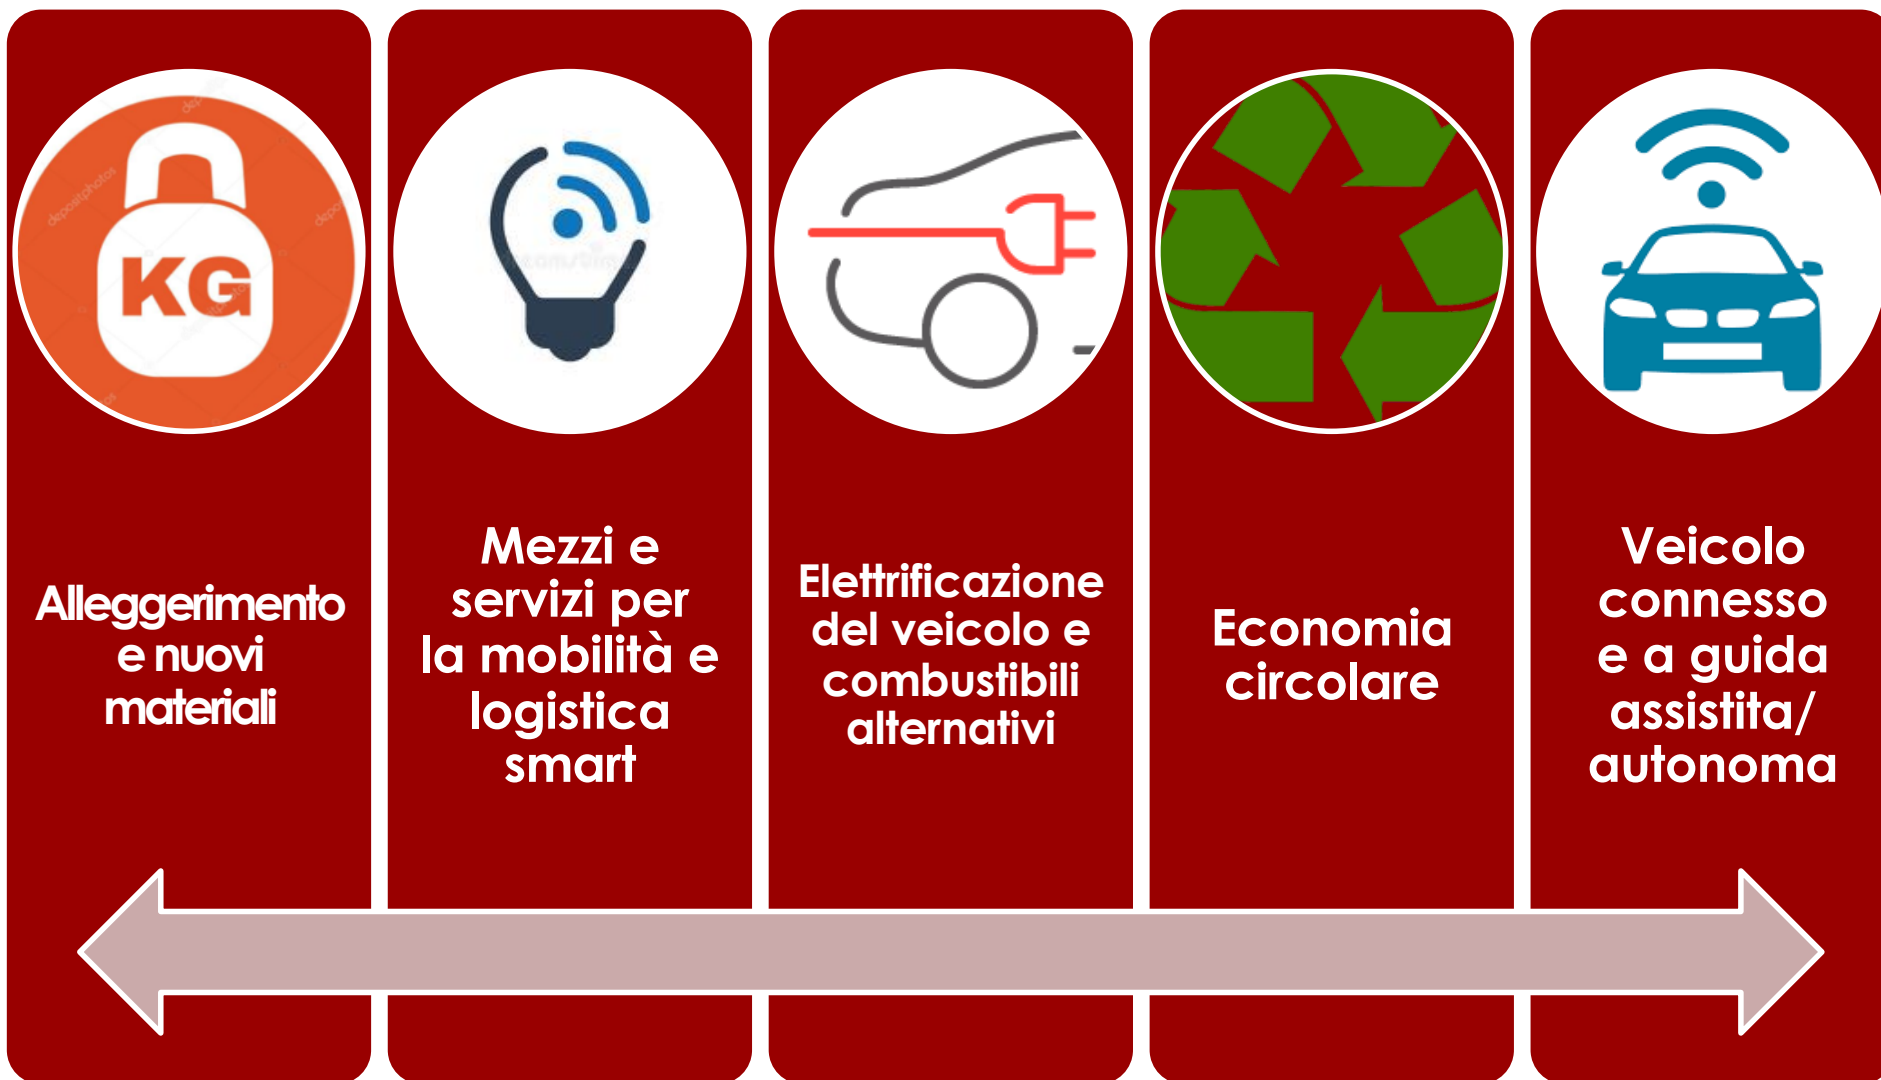 KG
Alleggerimento
e nuovi
materiali
Mezzi e
servizi per
la mobilità e
logistica
smart
Elettrificazione
del veicolo e
combustibili
alternativi
Economia
circolare
Veicolo
connesso
e a guida
assistita/
autonoma
depositphotos